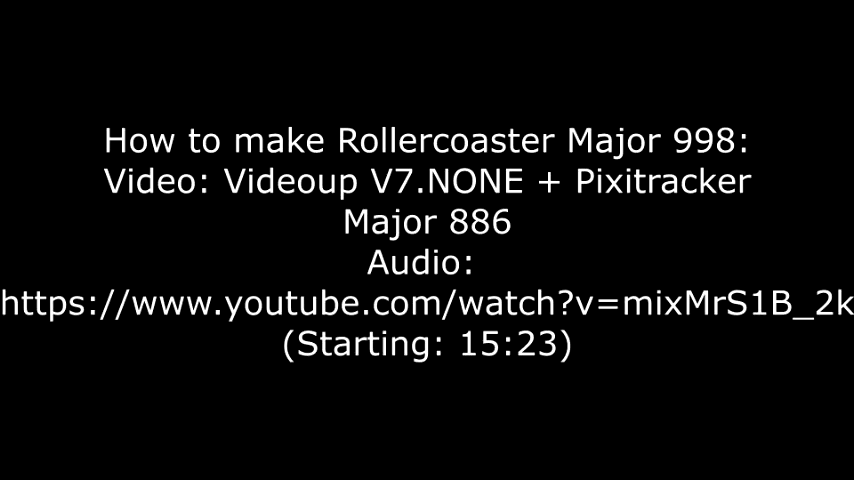 How to make Rollercoaster Major 998:
Video: Videoup V7.NONE + Pixitracker
Major 886
Audio:
https://www.youtube.com/watch?v=mixMrS1B_2k
(Starting: 15:23)